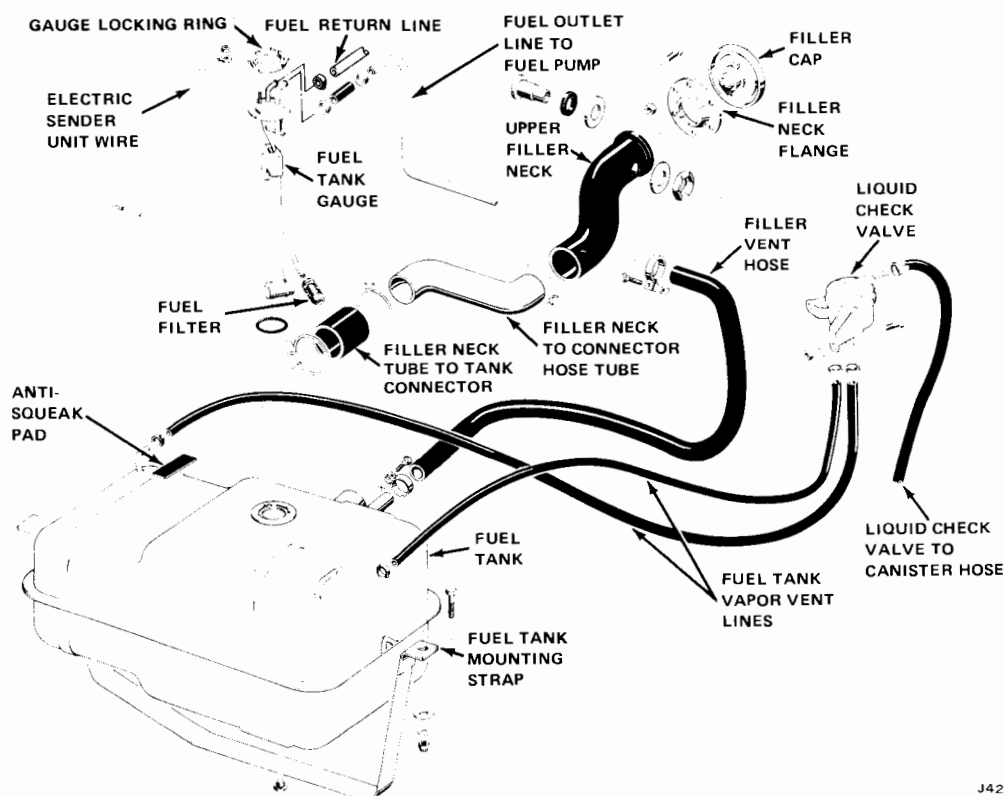 GAUGE LOCKING RING
FUEL RETURN LINE
FUEL OUTLET
LINE TO
FUEL PUMP
FILLER
CAP
ELECTRIC
SENDER
UNIT WIRE
FUEL
TANK
GAUGE
UPPER
FILLER
NECK
FILLER
NECK
FLANGE
LIQUID
CHECK
VALVE
FILLER
VENT
HOSE
FUEL
FILTER
FILLER NECK
TUBE TO TANK
CONNECTOR
FILLER NECK
TO CONNECTOR
HOSE TUBE
ANTI-
SQUEAK
PAD
FUEL
TANK
LIQUID CHECK
VALVE TO
CANISTER HOSE
FUEL TANK
VAPOR VENT
LINES
FUEL TANK
MOUNTING
STRAP
J42